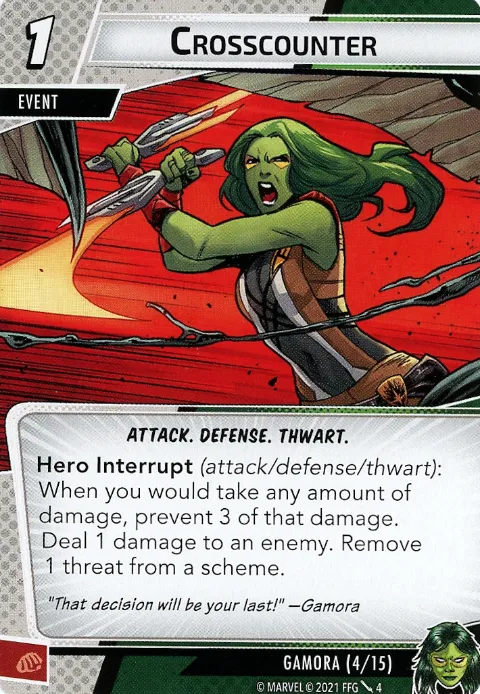 1
CROSSCOUNTER
EVENT
ATTACK. DEFENSE. THWART.
Hero Interrupt (attack/defense/thwart):
When you would take any amount of
damage, prevent 3 of that damage.
Deal 1 damage to an enemy. Remove
1 threat from a scheme.
"That decision will be your last!" —Gamora
GAMORA (4/15)
© MARVEL © 2021 FFG 4